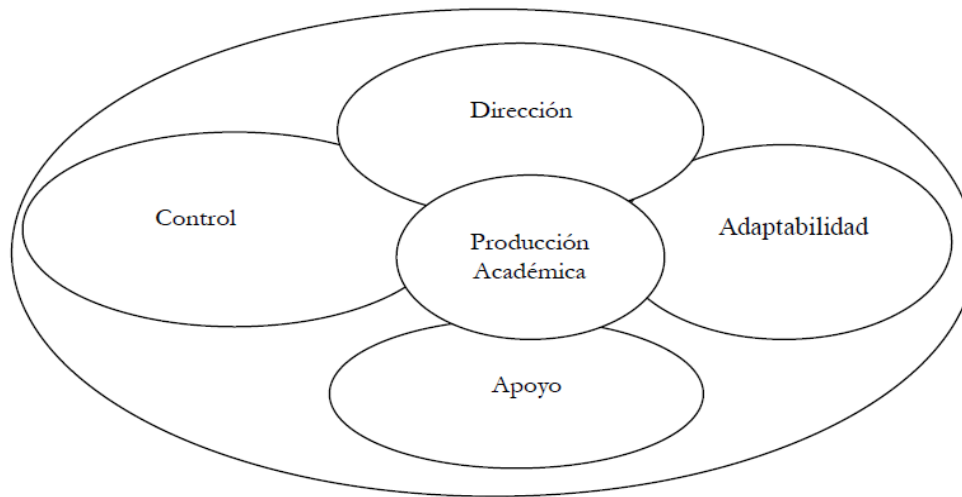 Dirección
Control
Adaptabilidad
Producción
Académica
Apoyo